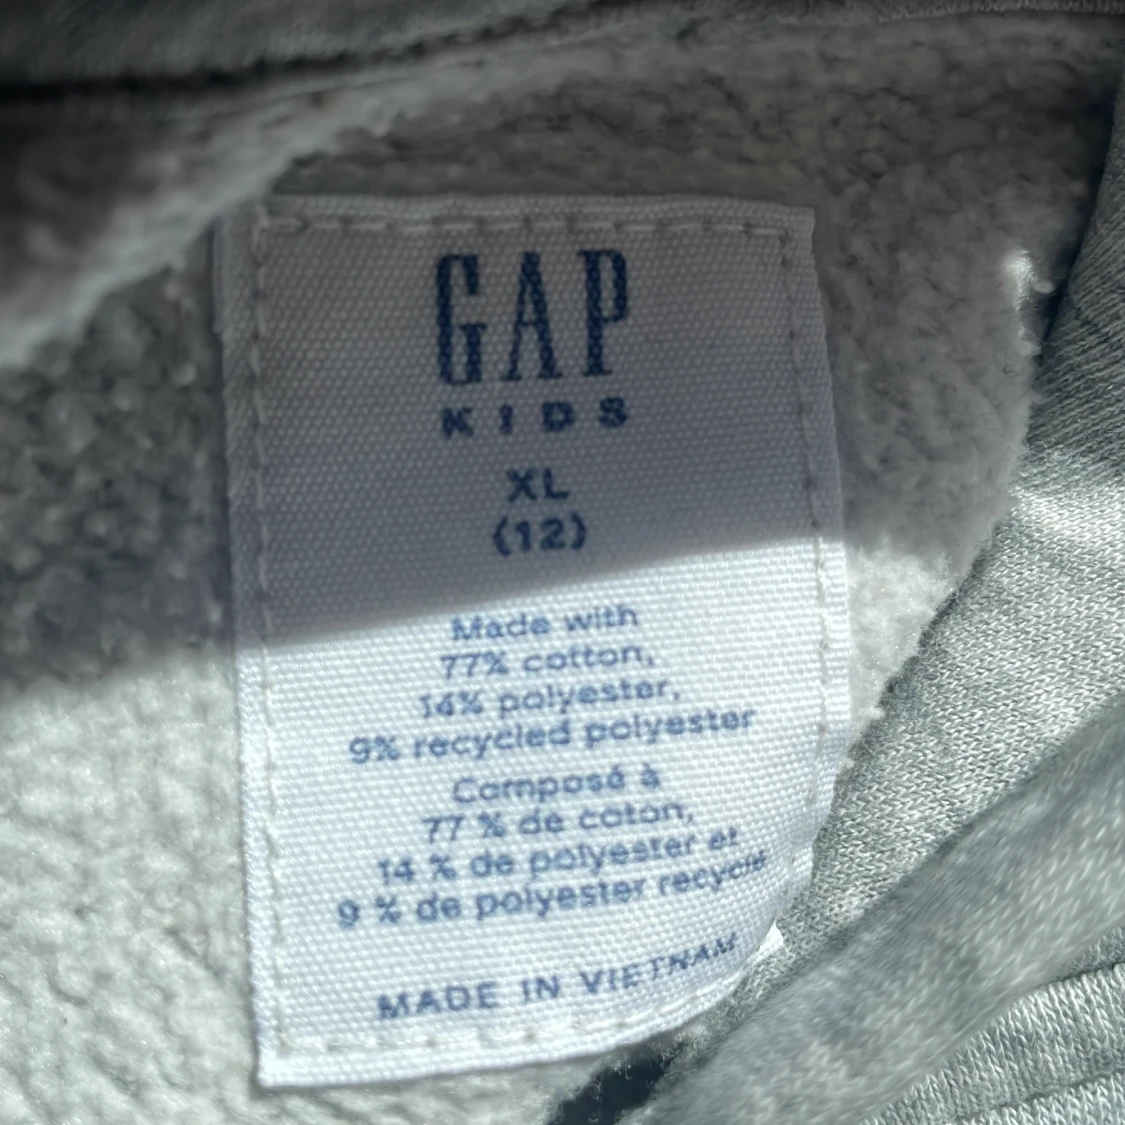 GAP
KIDS
XL
(12)
Made with
77% cotton,
14% polyester,
9% recycled polyester
Composé à
77 % de coton,
14 % de polyester et
9 % de polyester recyclé
MADE IN VIETNAM